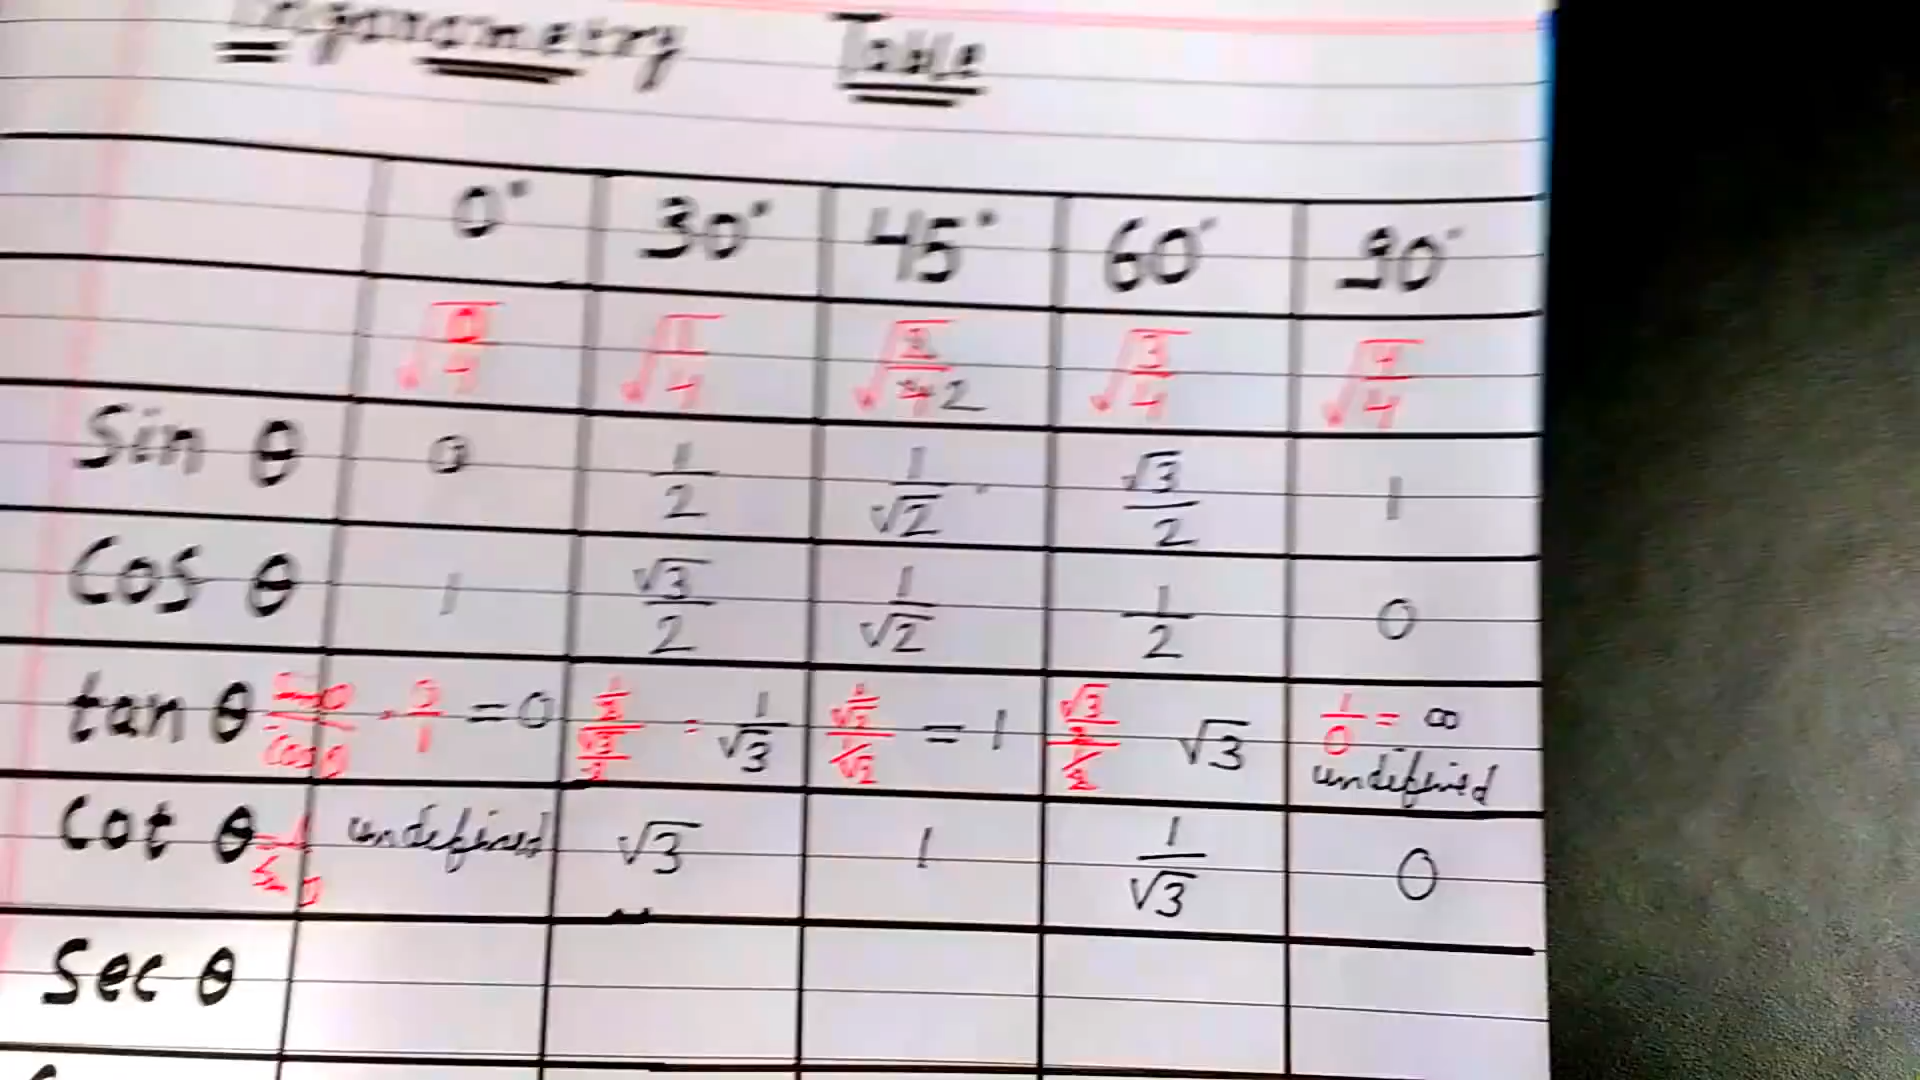 Trigonometry Table
0° 30° 45° 60° 90°
√(0/4) √(1/4) √(2/4) 2 √(3/4) √(4/4)
Sin θ 0 1/2 1/√2 √3/2 1
Cos θ 1 √3/2 1/√2 1/2 0
tan θ 0/1 = 0 = 1/√3 = 1 √3 1/0 = ∞ undefined
Cot θ undefined √3 1 1/√3 0
Sec θ